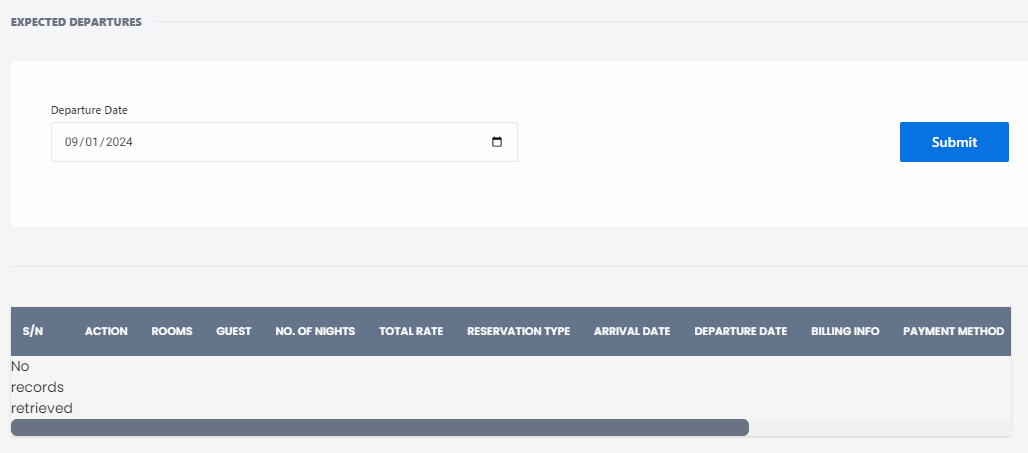 EXPECTED DEPARTURES
Departure Date
09/01/2024
Submit
S/N ACTION ROOMS GUEST NO. OF NIGHTS TOTAL RATE RESERVATION TYPE ARRIVAL DATE DEPARTURE DATE BILLING INFO PAYMENT METHOD
No
records
retrieved